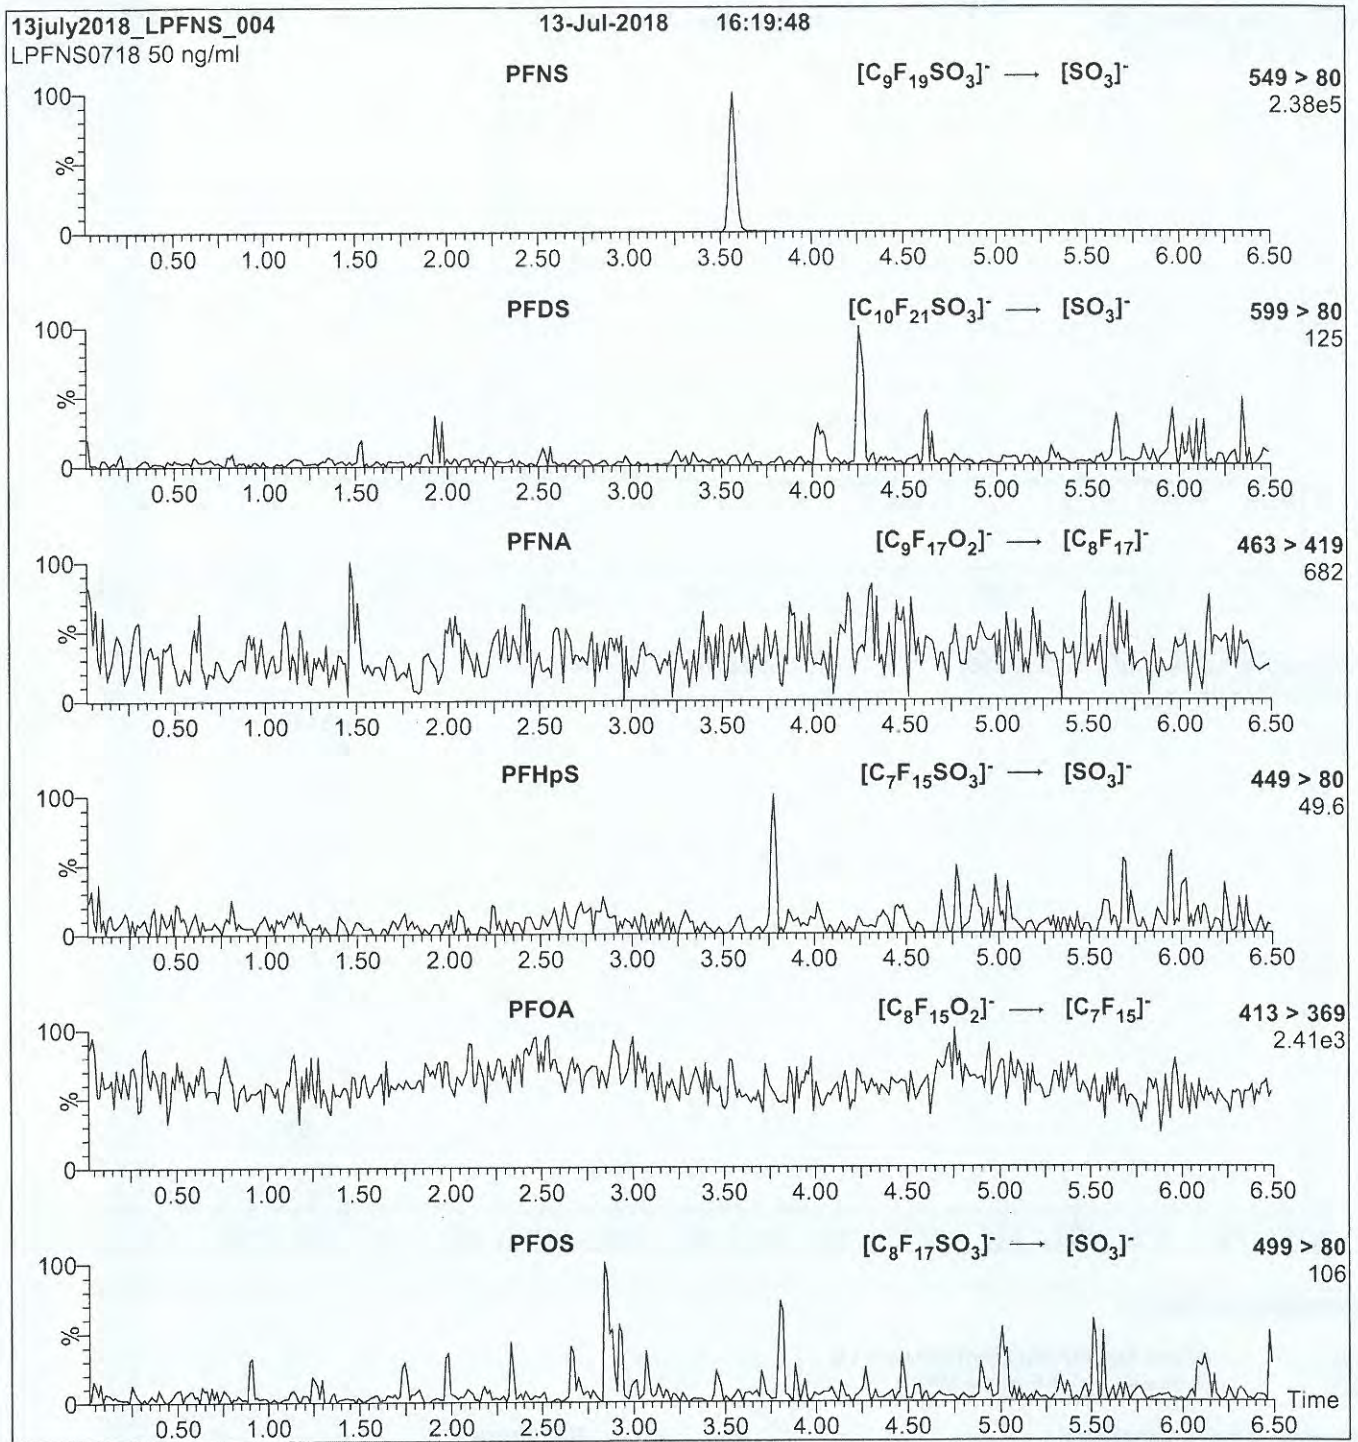 13july2018_LPFNS_004 13-Jul-2018 16:19:48
LPFNS0718 50 ng/ml
PFNS [C9F19SO3]- → [SO3]- 549 > 80
2.38e5
100
%
0
0.50 1.00 1.50 2.00 2.50 3.00 3.50 4.00 4.50 5.00 5.50 6.00 6.50
PFDS [C10F21SO3]- → [SO3]- 599 > 80
125
100
%
0
0.50 1.00 1.50 2.00 2.50 3.00 3.50 4.00 4.50 5.00 5.50 6.00 6.50
PFNA [C9F17O2]- → [C8F17]- 463 > 419
682
100
%
0
0.50 1.00 1.50 2.00 2.50 3.00 3.50 4.00 4.50 5.00 5.50 6.00 6.50
PFHpS [C7F15SO3]- → [SO3]- 449 > 80
49.6
100
%
0
0.50 1.00 1.50 2.00 2.50 3.00 3.50 4.00 4.50 5.00 5.50 6.00 6.50
PFOA [C8F15O2]- → [C7F15]- 413 > 369
2.41e3
100
%
0
0.50 1.00 1.50 2.00 2.50 3.00 3.50 4.00 4.50 5.00 5.50 6.00 6.50
PFOS [C8F17SO3]- → [SO3]- 499 > 80
106
100
%
0 Time
0.50 1.00 1.50 2.00 2.50 3.00 3.50 4.00 4.50 5.00 5.50 6.00 6.50